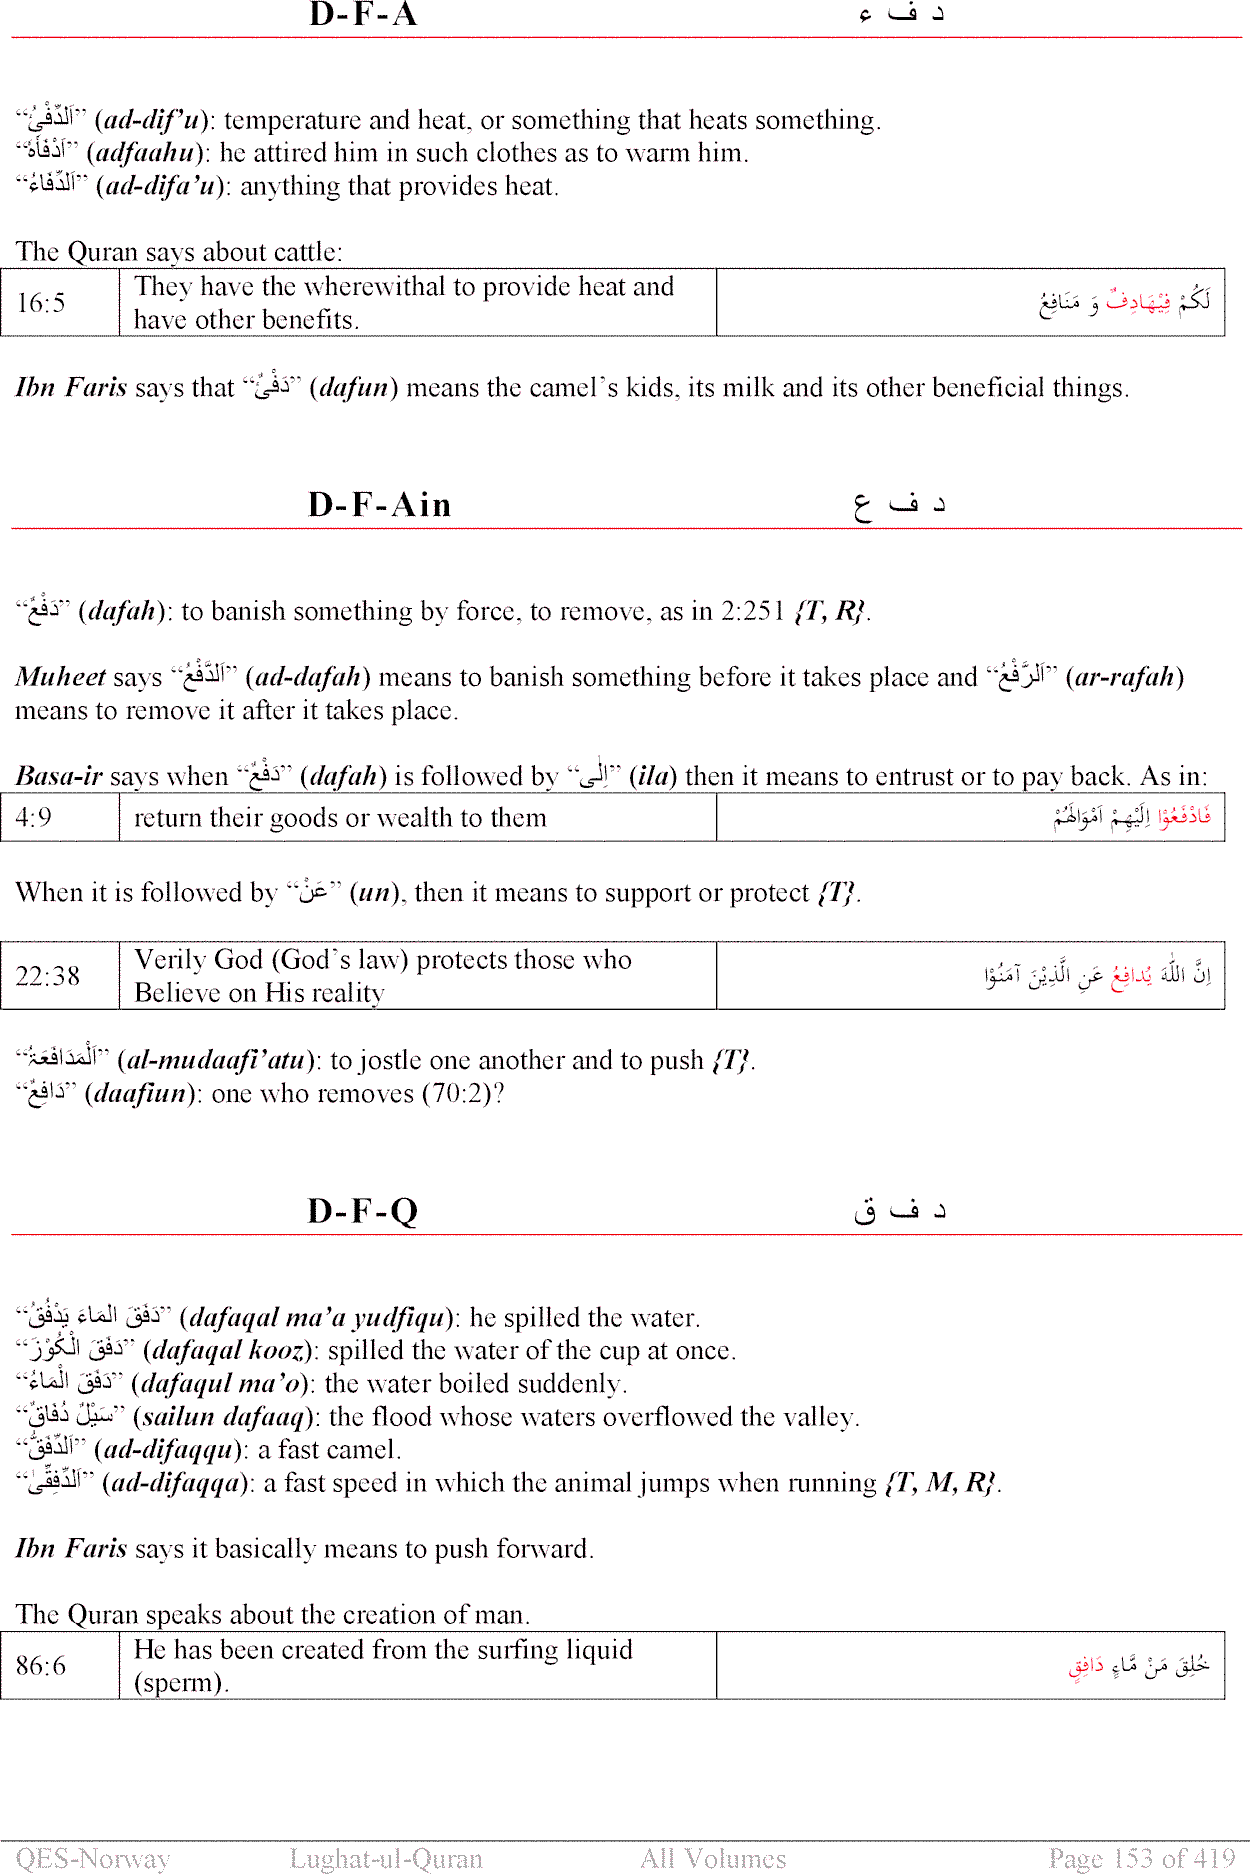 D-F-A د ف ء
“اَلدِّفْئُ” (ad-dif’u): temperature and heat, or something that heats something.
“اَدْفَأَهُ” (adfaahu): he attired him in such clothes as to warm him.
“اَلدِّفَاءُ” (ad-difa’u): anything that provides heat.
The Quran says about cattle:
16:5 They have the wherewithal to provide heat and have other benefits. لَكُمْ فِيْهَادِفٌ وَ مَنَافِعُ
Ibn Faris says that “دَفْئٌ” (dafun) means the camel’s kids, its milk and its other beneficial things.
D-F-Ain د ف ع
“دَفْعٌ” (dafah): to banish something by force, to remove, as in 2:251 {T, R}.
Muheet says “اَلدَّفْعُ” (ad-dafah) means to banish something before it takes place and “اَلرَّفْعُ” (ar-rafah)
means to remove it after it takes place.
Basa-ir says when “دَفْعٌ” (dafah) is followed by “اِلٰى” (ila) then it means to entrust or to pay back. As in:
4:9 return their goods or wealth to them فَادْفَعُوْا اِلَيْهِمْ اَمْوَالَهُمْ
When it is followed by “عَنْ” (un), then it means to support or protect {T}.
22:38 Verily God (God’s law) protects those who Believe on His reality اِنَّ اللّٰهَ يُدافِعُ عَنِ الَّذِيْنَ آمَنُوْا
“اَلْمَدَافَعَۃُ” (al-mudaafi’atu): to jostle one another and to push {T}.
“دَافِعٌ” (daafiun): one who removes (70:2)?
D-F-Q د ف ق
“دَفَقَ الماَءَ يَدْفُقُ” (dafaqal ma’a yudfiqu): he spilled the water.
“دَفَقَ الْكُوْزَ” (dafaqal kooz): spilled the water of the cup at once.
“دَفَقَ الْمَاءُ” (dafaqul ma’o): the water boiled suddenly.
“سَيْلٌ دُفَاقٌ” (sailun dafaaq): the flood whose waters overflowed the valley.
“اَلدِّفَقُّ” (ad-difaqqu): a fast camel.
“اَلدِّفِقّٰى” (ad-difaqqa): a fast speed in which the animal jumps when running {T, M, R}.
Ibn Faris says it basically means to push forward.
The Quran speaks about the creation of man.
86:6 He has been created from the surfing liquid (sperm). خُلِقَ مَنْ مَّاءٍ دَافِقٍ
QES-Norway Lughat-ul-Quran All Volumes Page 153 of 419